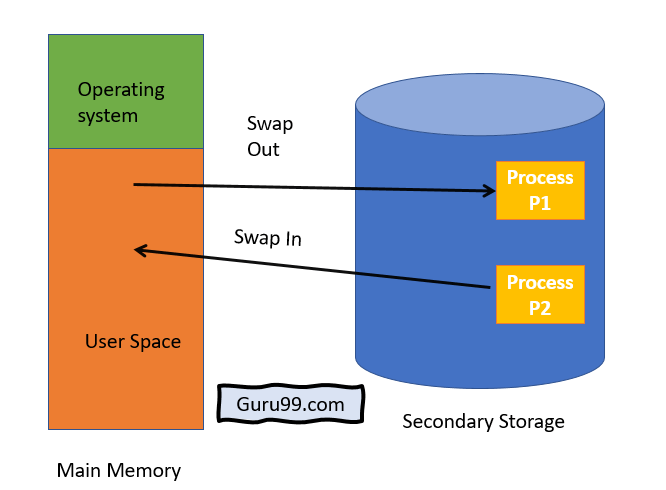 Operating
system
Swap
Out
Process
P1
Swap In
Process
P2
User Space
Guru99.com
Secondary Storage
Main Memory